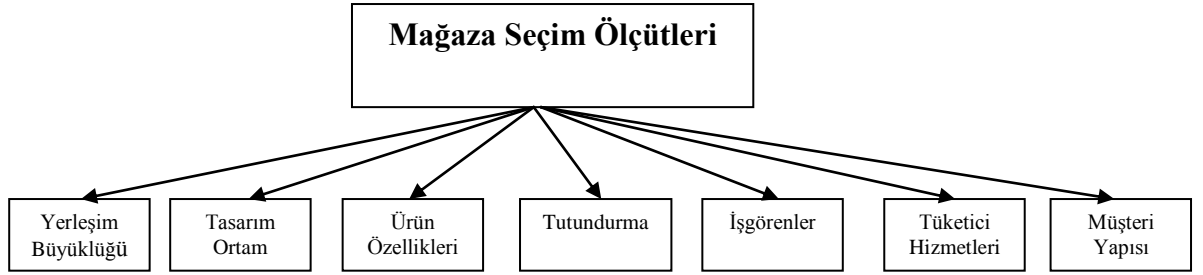 Mağaza Seçim Ölçütleri
Yerleşim
Büyüklüğü
Tasarım
Ortam
Ürün
Özellikleri
Tutundurma
İşgörenler
Tüketici
Hizmetleri
Müşteri
Yapısı